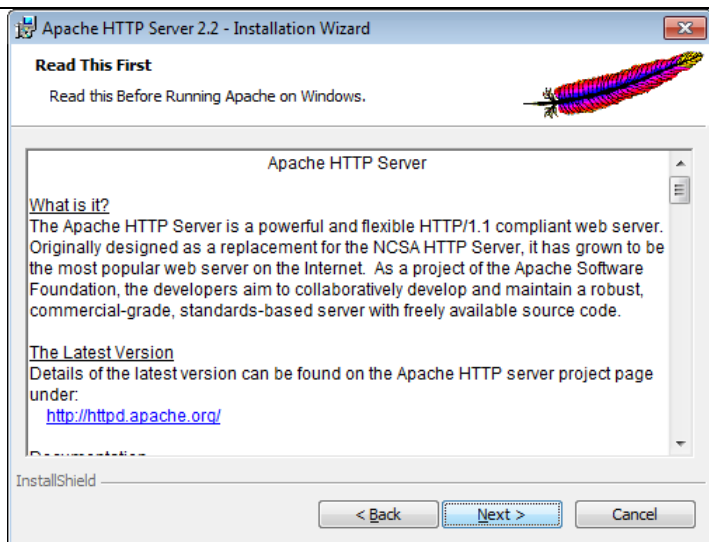 Apache HTTP Server 2.2 - Installation Wizard
Read This First
Read this Before Running Apache on Windows.
Apache HTTP Server
What is it?
The Apache HTTP Server is a powerful and flexible HTTP/1.1 compliant web server.
Originally designed as a replacement for the NCSA HTTP Server, it has grown to be
the most popular web server on the Internet.  As a project of the Apache Software
Foundation, the developers aim to collaboratively develop and maintain a robust,
commercial-grade, standards-based server with freely available source code.
The Latest Version
Details of the latest version can be found on the Apache HTTP server project page
under:
http://httpd.apache.org/
Documentation
InstallShield
< Back
Next >
Cancel